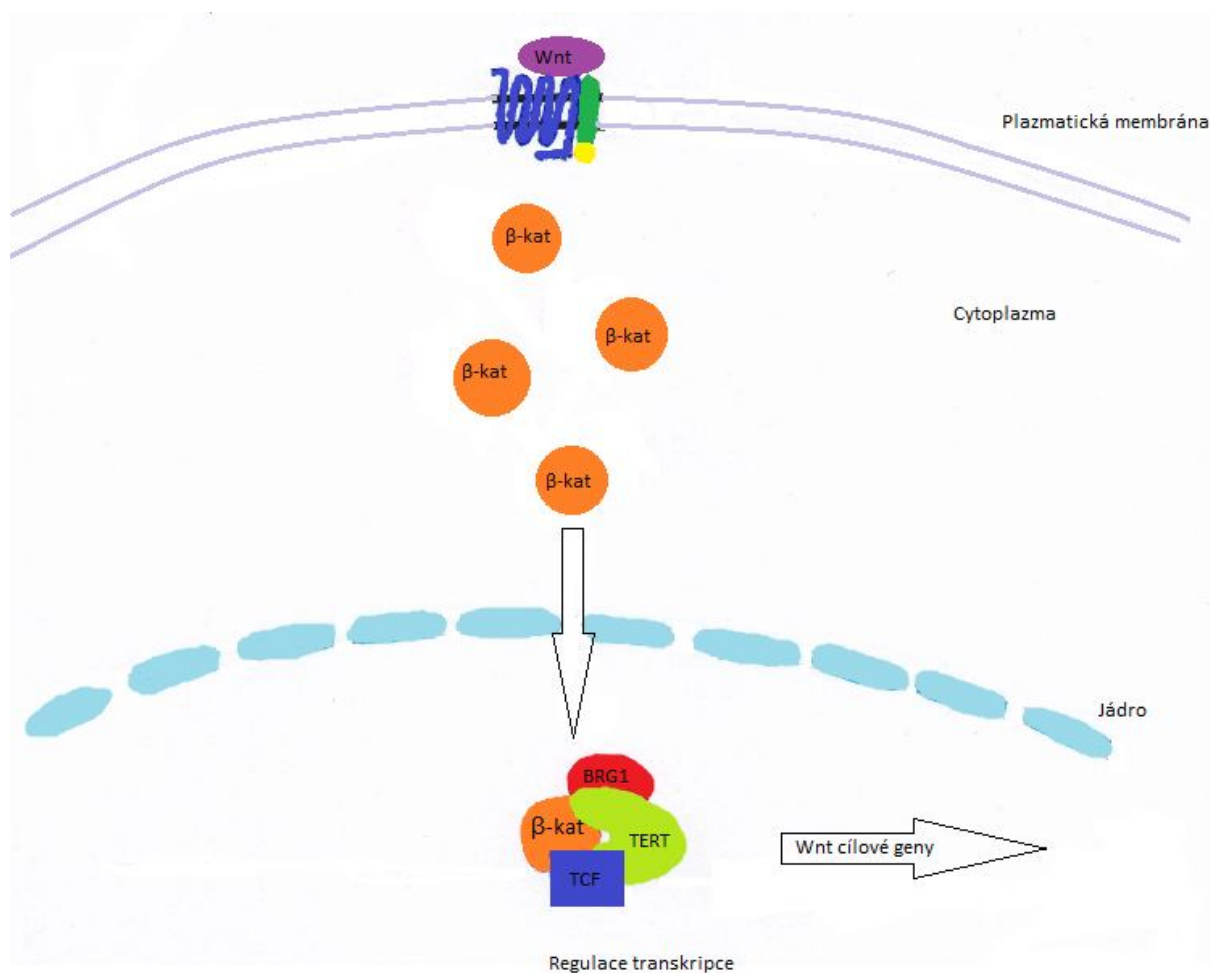 Wnt
Plazmatická membrána
β-kat
Cytoplazma
β-kat
β-kat
β-kat
Jádro
BRG1
β-kat
TERT
Wnt cílové geny
TCF
Regulace transkripce